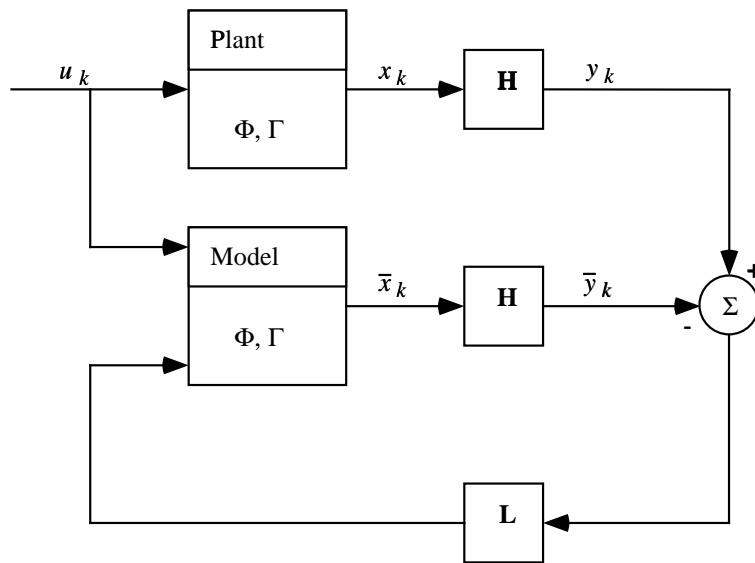 Plant
u k
x k
H
y k
Φ, Γ
+
Model
x̅ k
H
y̅ k
Σ
-
Φ, Γ
L